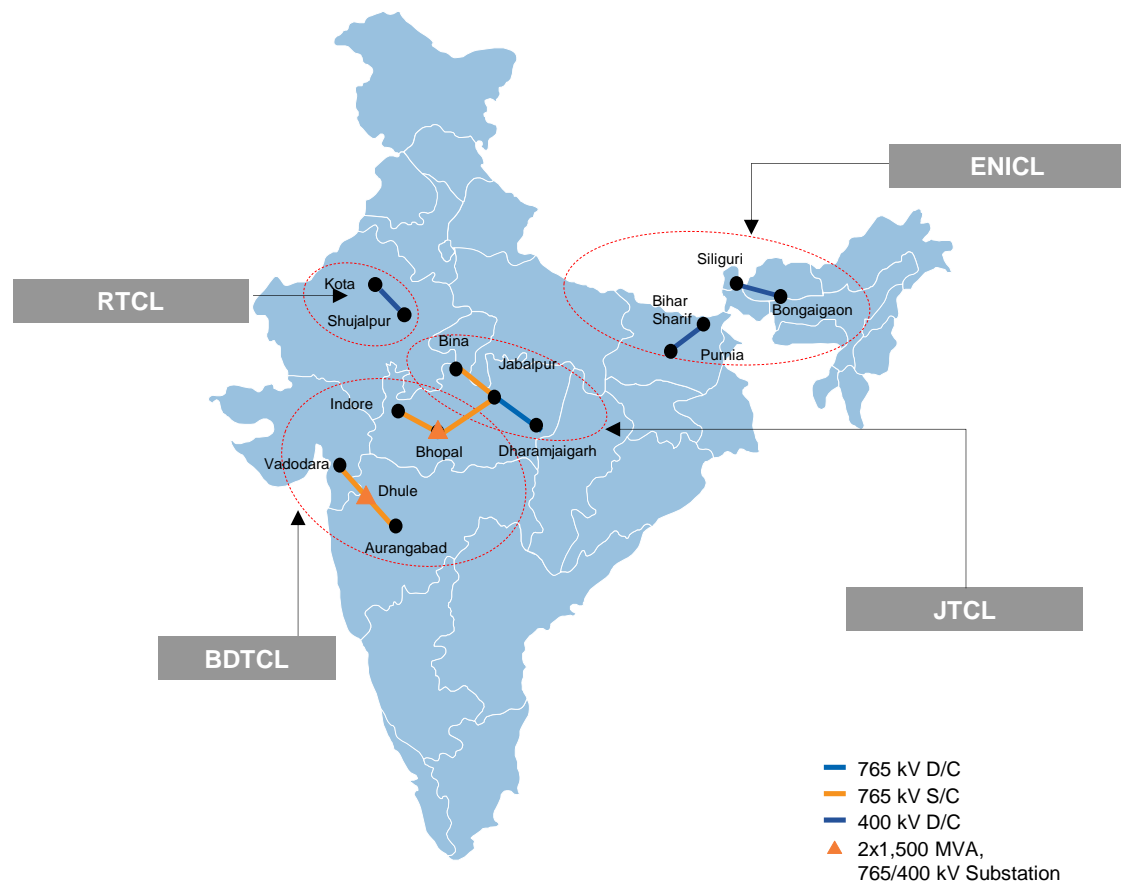 ENICL
Siliguri
Bongaigaon
Bihar
Sharif
Purnia
RTCL
Kota
Shujalpur
Bina
Jabalpur
Indore
Bhopal
Dharamjaigarh
Vadodara
Dhule
Aurangabad
JTCL
BDTCL
765 kV D/C
765 kV S/C
400 kV D/C
2x1,500 MVA,
765/400 kV Substation